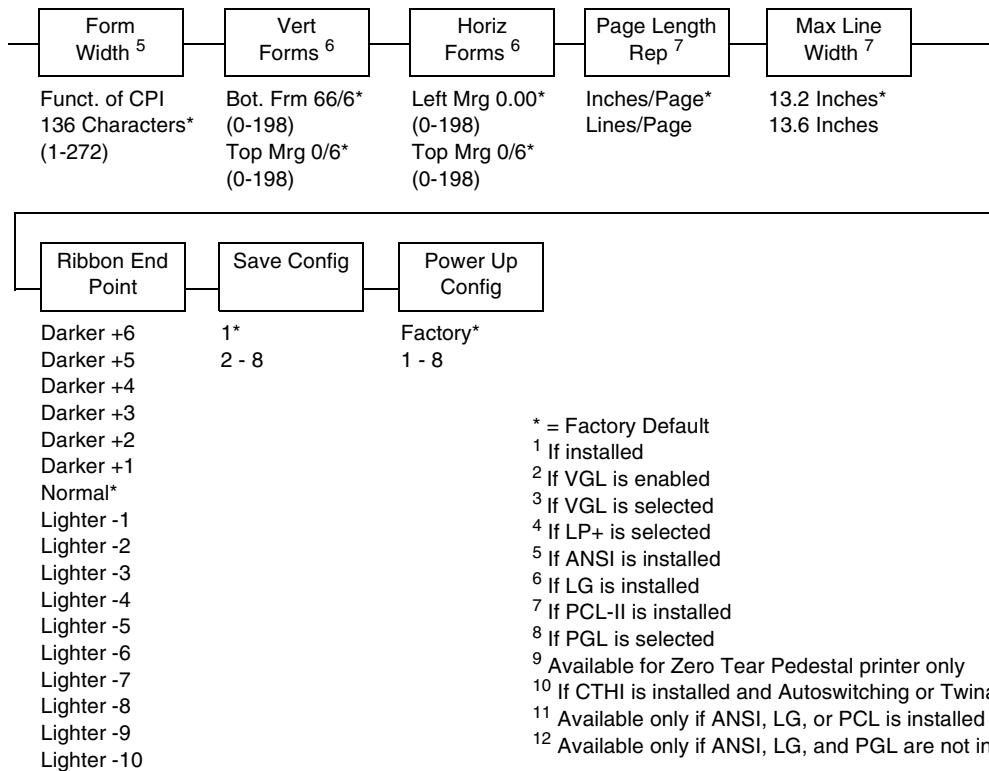 Form
Width 5
Vert
Forms 6
Horiz
Forms 6
Page Length
Rep 7
Max Line
Width 7
Funct. of CPI
136 Characters*
(1-272)
Bot. Frm 66/6*
(0-198)
Top Mrg 0/6*
(0-198)
Left Mrg 0.00*
(0-198)
Top Mrg 0/6*
(0-198)
Inches/Page*
Lines/Page
13.2 Inches*
13.6 Inches
Ribbon End
Point
Save Config
Power Up
Config
Darker +6
Darker +5
Darker +4
Darker +3
Darker +2
Darker +1
Normal*
Lighter -1
Lighter -2
Lighter -3
Lighter -4
Lighter -5
Lighter -6
Lighter -7
Lighter -8
Lighter -9
Lighter -10
1*
2 - 8
Factory*
1 - 8
* = Factory Default
1 If installed
2 If VGL is enabled
3 If VGL is selected
4 If LP+ is selected
5 If ANSI is installed
6 If LG is installed
7 If PCL-II is installed
8 If PGL is selected
9 Available for Zero Tear Pedestal printer only
10 If CTHI is installed and Autoswitching or
11 Available only if ANSI, LG, or PCL is installed
12 Available only if ANSI, LG, and PGL are not